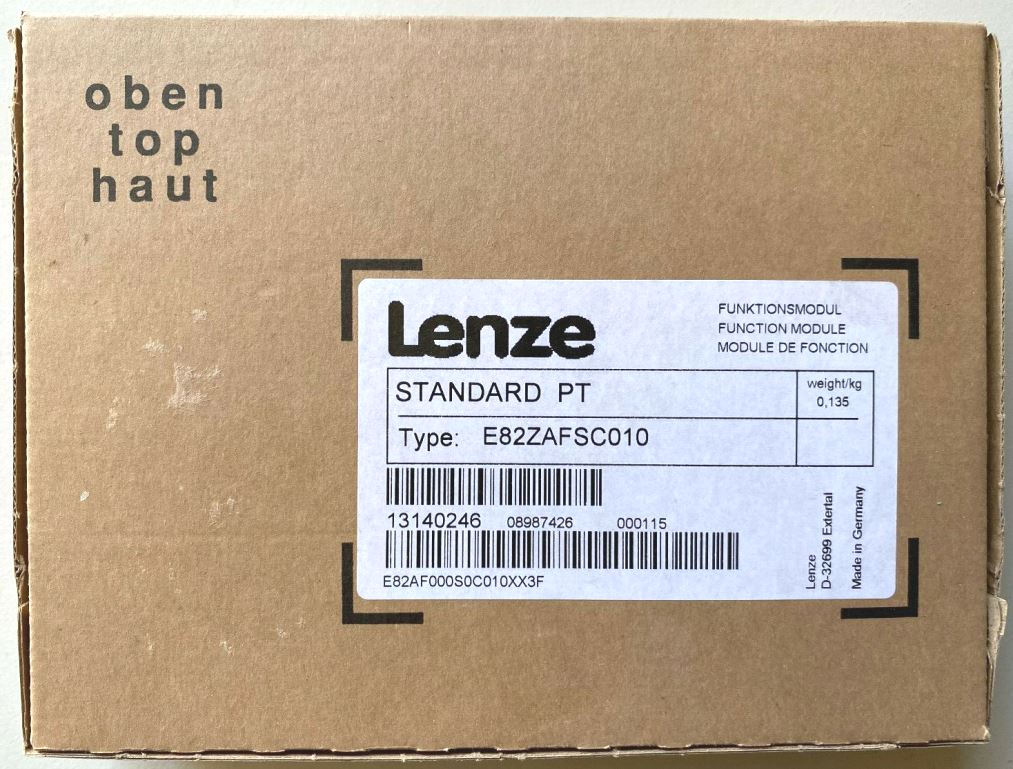 oben
top
haut
Lenze
FUNKTIONSMODUL
FUNCTION MODULE
MODULE DE FONCTION
STANDARD PT
weight/kg
0,135
Type: E82ZAFSC010
13140246 08987426 000115
E82AF000S0C010XX3F
Lenze
D-32699 Extertal
Made in Germany